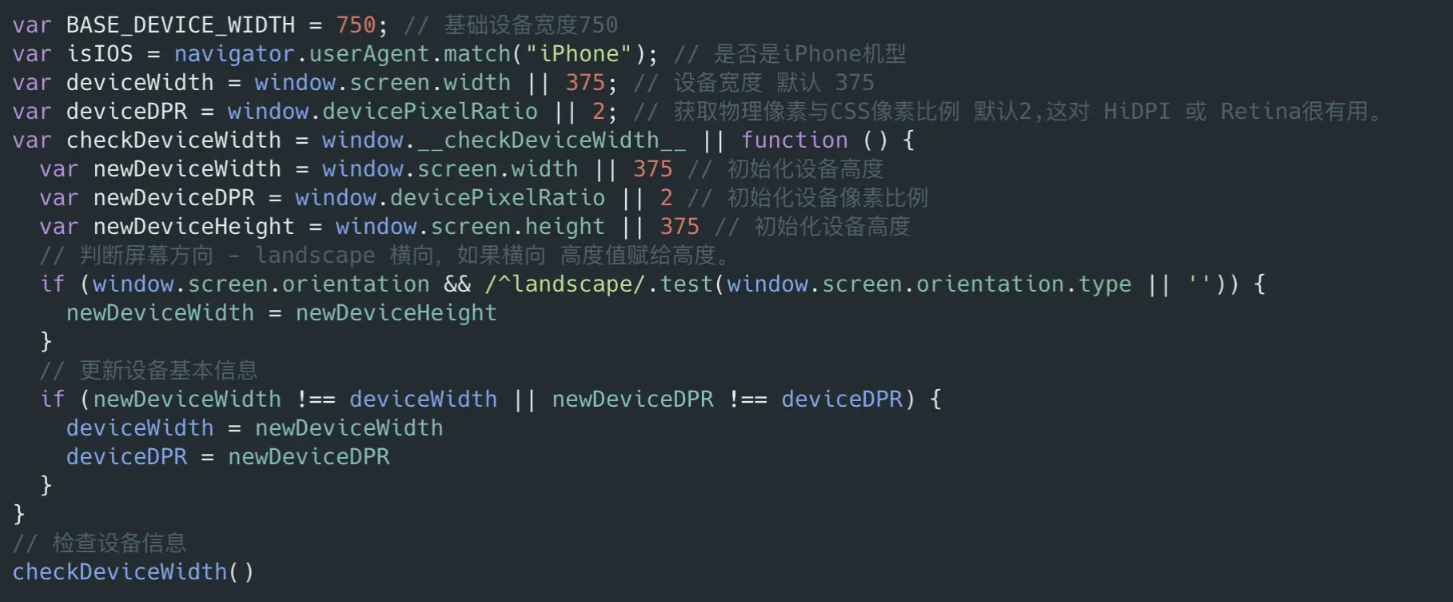 var BASE_DEVICE_WIDTH = 750; // 基础设备宽度750
var isIOS = navigator.userAgent.match("iPhone"); // 是否是iPhone机型
var deviceWidth = window.screen.width || 375; // 设备宽度 默认 375
var deviceDPR = window.devicePixelRatio || 2; // 获取物理像素与CSS像素比例 默认2,这对 HiDPI 或 Retina很有用。
var checkDeviceWidth = window.__checkDeviceWidth__ || function () {
  var newDeviceWidth = window.screen.width || 375 // 初始化设备高度
  var newDeviceDPR = window.devicePixelRatio || 2 // 初始化设备像素比例
  var newDeviceHeight = window.screen.height || 375 // 初始化设备高度
  // 判断屏幕方向 - landscape 横向，如果横向 高度值赋给高度。
  if (window.screen.orientation && /^landscape/.test(window.screen.orientation.type || '')) {
    newDeviceWidth = newDeviceHeight
  }
  // 更新设备基本信息
  if (newDeviceWidth !== deviceWidth || newDeviceDPR !== deviceDPR) {
    deviceWidth = newDeviceWidth
    deviceDPR = newDeviceDPR
  }
}
// 检查设备信息
checkDeviceWidth()